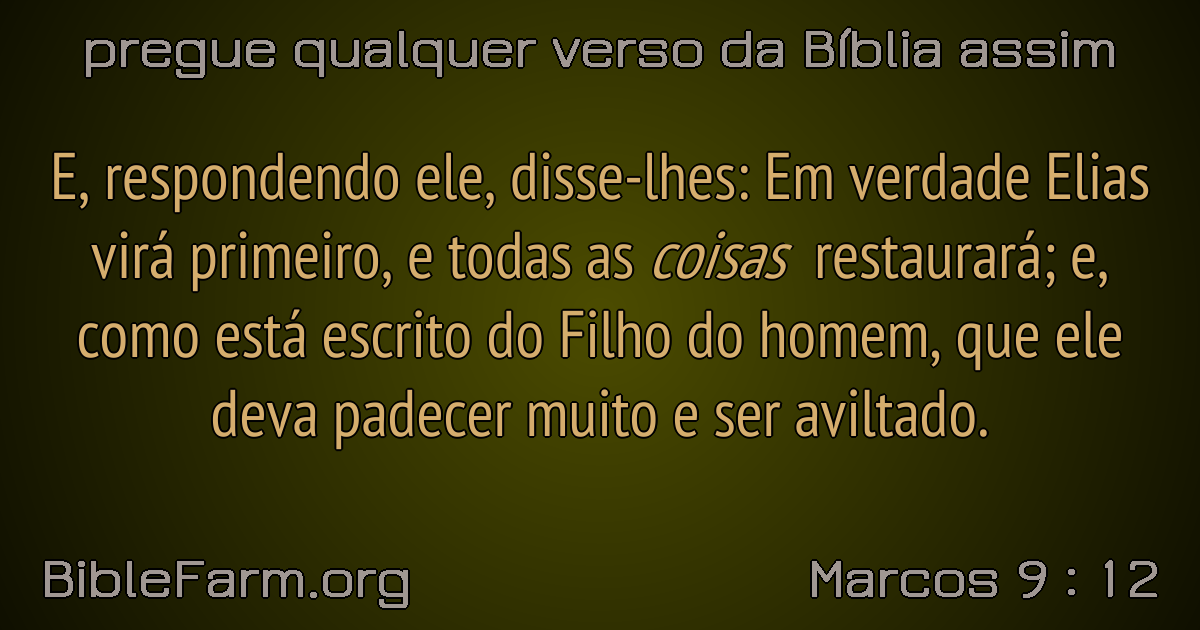 pregue qualquer verso da Bíblia assim
E, respondendo ele, disse-lhes: Em verdade Elias
virá primeiro, e todas as coisas restaurará; e,
como está escrito do Filho do homem, que ele
deva padecer muito e ser aviltado.
BibleFarm.org
Marcos 9 : 12